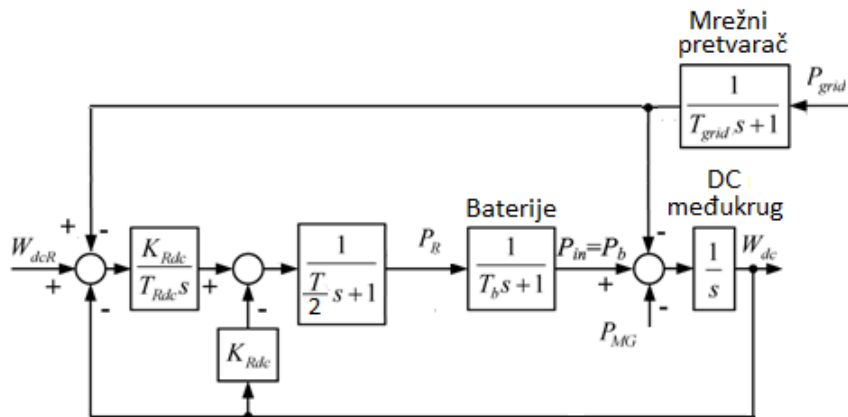 Mrežni
pretvarač
1
T_grid s + 1
P_grid
DC
međukrug
Baterije
+
-
W_dcR
+
-
K_Rdc
T_Rdc s
+
-
1
T/2 s + 1
P_R
1
T_b s + 1
P_in=P_b
+
-
-
P_MG
1
s
W_dc
K_Rdc